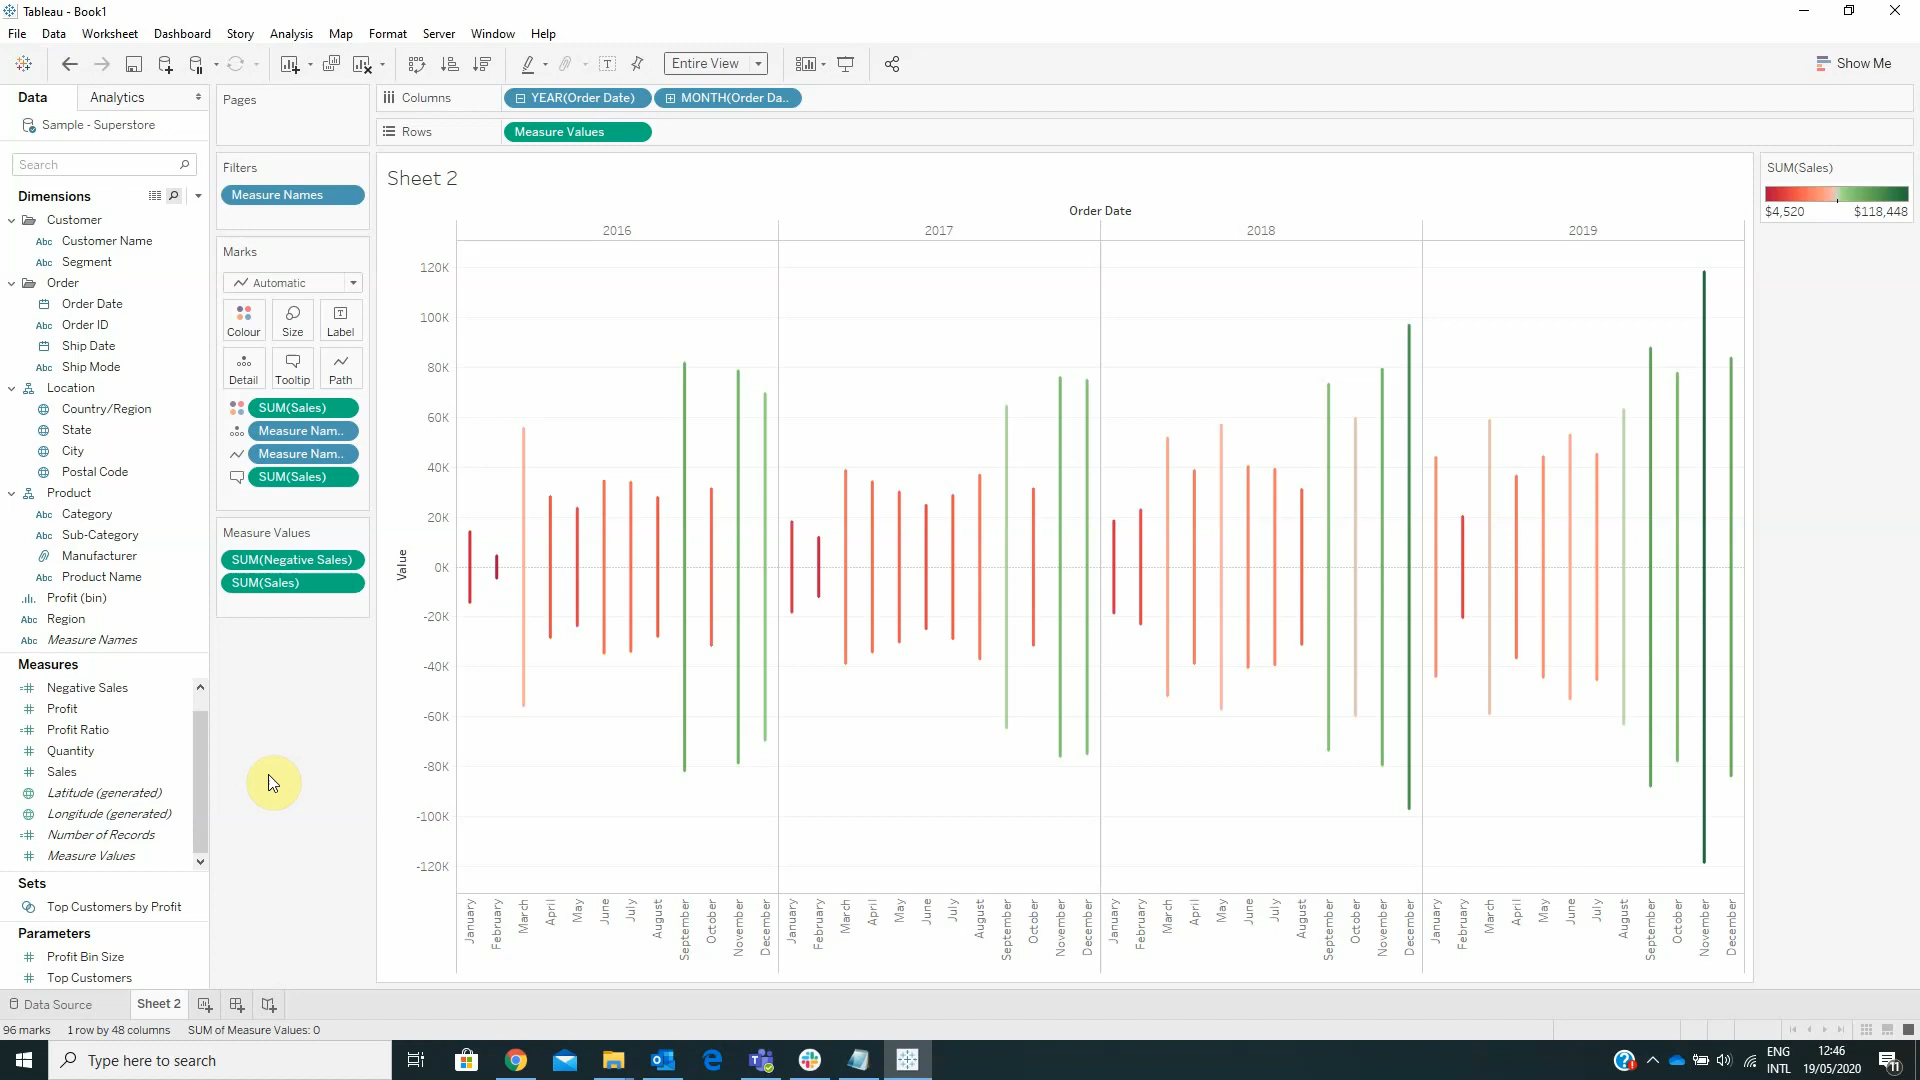 Tableau - Book1
File Data Worksheet Dashboard Story Analysis Map Format Server Window Help
Entire View
Show Me
Data Analytics
Sample - Superstore
Search
Dimensions
Customer
Abc Customer Name
Abc Segment
Order
Order Date
Abc Order ID
Ship Date
Abc Ship Mode
Location
Country/Region
State
City
Postal Code
Product
Abc Category
Abc Sub-Category
Manufacturer
Abc Product Name
Profit (bin)
Abc Region
Abc Measure Names
Measures
Negative Sales
Profit
Profit Ratio
Quantity
Sales
Latitude (generated)
Longitude (generated)
Number of Records
Measure Values
Sets
Top Customers by Profit
Parameters
Profit Bin Size
Top Customers
Pages
Filters
Measure Names
Marks
Automatic
Colour Size Label
Detail Tooltip Path
SUM(Sales)
Measure Nam..
Measure Nam..
SUM(Sales)
Measure Values
SUM(Negative Sales)
SUM(Sales)
Columns YEAR(Order Date) MONTH(Order Da..
Rows Measure Values
Sheet 2
Order Date
2016 2017 2018 2019
120K
100K
80K
60K
40K
20K
0K
-20K
-40K
-60K
-80K
-100K
-120K
Value
January February March April May June July August September October November December January February March April May June July August September October November December January February March April May June July August September October November December January February March April May June July August September October November December
SUM(Sales)
$4,520 $118,448
Data Source Sheet 2
96 marks 1 row by 48 columns SUM of Measure Values: 0
Type here to search
ENG
INTL
12:46
19/05/2020
11